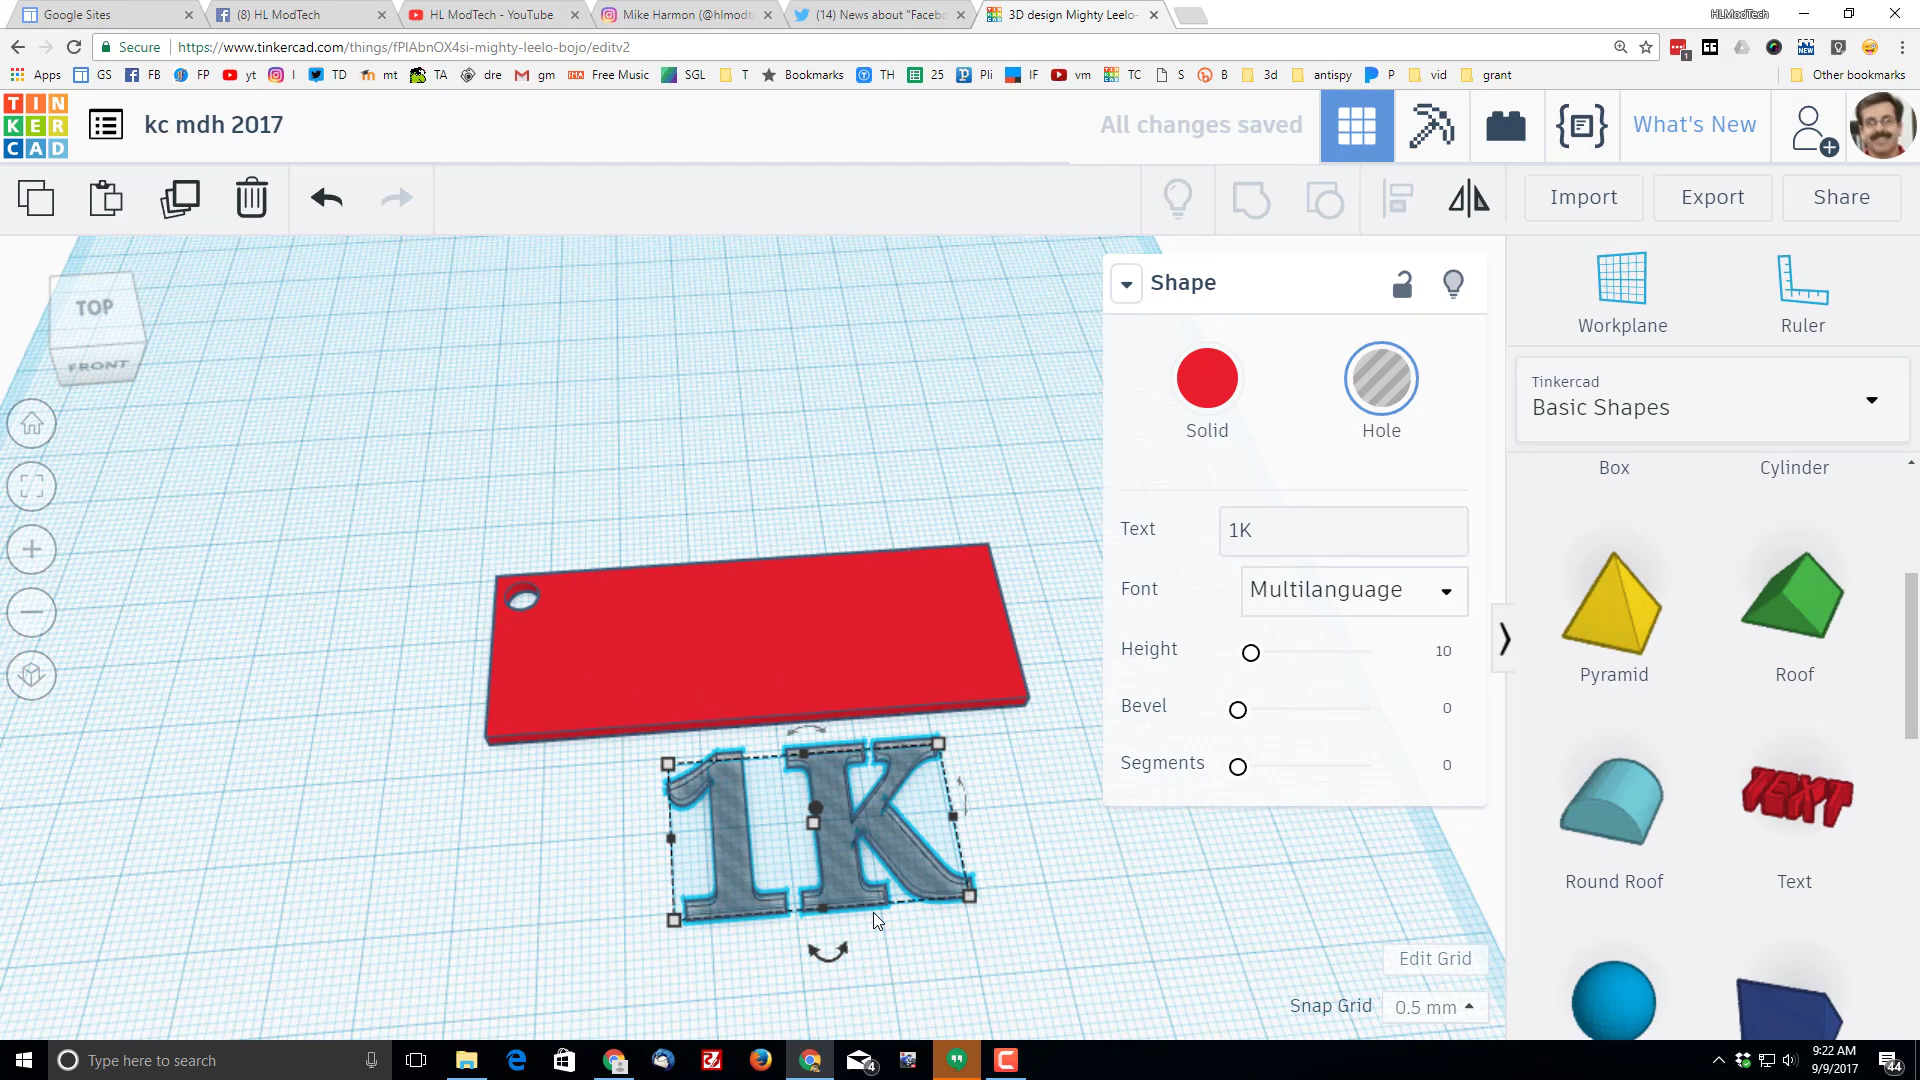 Google Sites
(8) HL ModTech
HL ModTech - YouTube
Mike Harmon (@hlmodt
(14) News about "Facebo
3D design Mighty Leelo-
HLModTech
Secure
https://www.tinkercad.com/things/fPIAbnOX4si-mighty-leelo-bojo/editv2
Apps GS FB FP yt I TD mt TA dre gm Free Music SGL T Bookmarks TH 25 Pli IF vm TC S B 3d antispy P vid grant Other bookmarks
TIN
KER
CAD
kc mdh 2017
All changes saved
What's New
Import
Export
Share
TOP
FRONT
Shape
Solid
Hole
Text 1K
Font Multilanguage
Height 10
Bevel 0
Segments 0
Workplane
Ruler
Tinkercad
Basic Shapes
Box
Cylinder
Pyramid
Roof
TEXT
Round Roof
Text
1K
Edit Grid
Snap Grid 0.5 mm
Type here to search
4
9:22 AM
9/9/2017
44